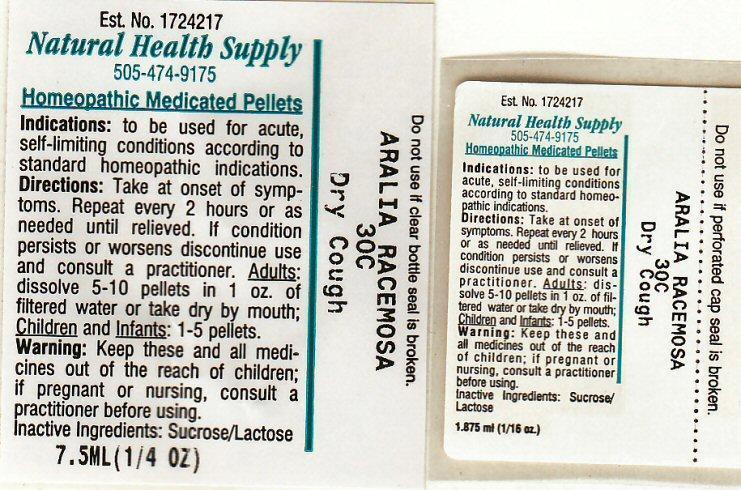 Est. No. 1724217
Natural Health Supply
505-474-9175
Homeopathic Medicated Pellets
Indications: to be used for acute,
self-limiting conditions according to
standard homeopathic indications.
Directions: Take at onset of symp-
toms. Repeat every 2 hours or as
needed until relieved. If condition
persists or worsens discontinue use
and consult a practitioner. Adults:
dissolve 5-10 pellets in 1 oz. of
filtered water or take dry by mouth;
Children and Infants: 1-5 pellets.
Warning: Keep these and all medi-
cines out of the reach of children;
if pregnant or nursing, consult a
practitioner before using.
Inactive Ingredients: Sucrose/Lactose
7.5ML(1/4 OZ)
Do not use if clear bottle seal is broken.
ARALIA RACEMOSA
30C
Dry Cough
Est. No. 1724217
Natural Health Supply
505-474-9175
Homeopathic Medicated Pellets
Indications: to be used for
acute, self-limiting conditions
according to standard homeo-
pathic indications.
Directions: Take at onset of
symptoms. Repeat every 2 hours
or as needed until relieved. If
condition persists or worsens
discontinue use and consult a
practitioner. Adults: dis-
solve 5-10 pellets in 1 oz. of fil-
tered water or take dry by mouth;
Children and Infants: 1-5 pellets.
Warning: Keep these and
all medicines out of the reach
of children; if pregnant or
nursing, consult a practitioner
before using.
Inactive Ingredients: Sucrose/
Lactose
1.875 ml (1/16 oz.)
Do not use if perforated cap seal is broken.
ARALIA RACEMOSA
30C
Dry Cough